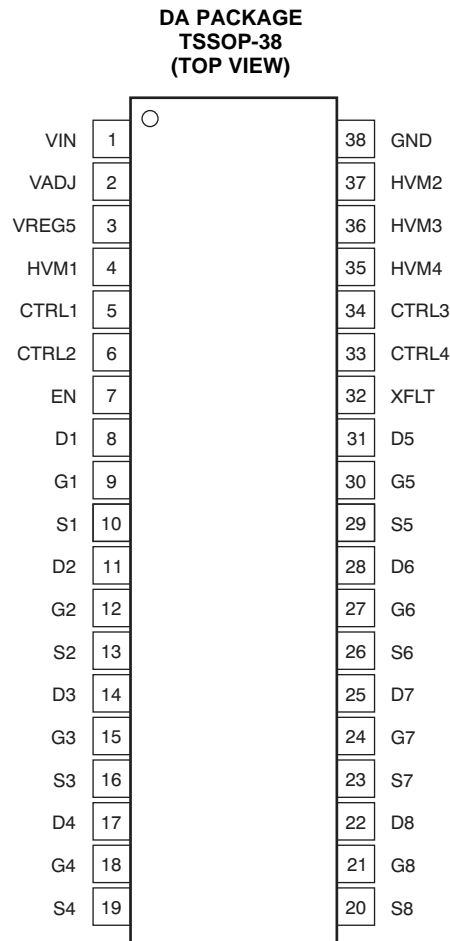 DA PACKAGE
TSSOP-38
(TOP VIEW)
VIN 1 38 GND
VADJ 2 37 HVM2
VREG5 3 36 HVM3
HVM1 4 35 HVM4
CTRL1 5 34 CTRL3
CTRL2 6 33 CTRL4
EN 7 32 XFLT
D1 8 31 D5
G1 9 30 G5
S1 10 29 S5
D2 11 28 D6
G2 12 27 G6
S2 13 26 S6
D3 14 25 D7
G3 15 24 G7
S3 16 23 S7
D4 17 22 D8
G4 18 21 G8
S4 19 20 S8